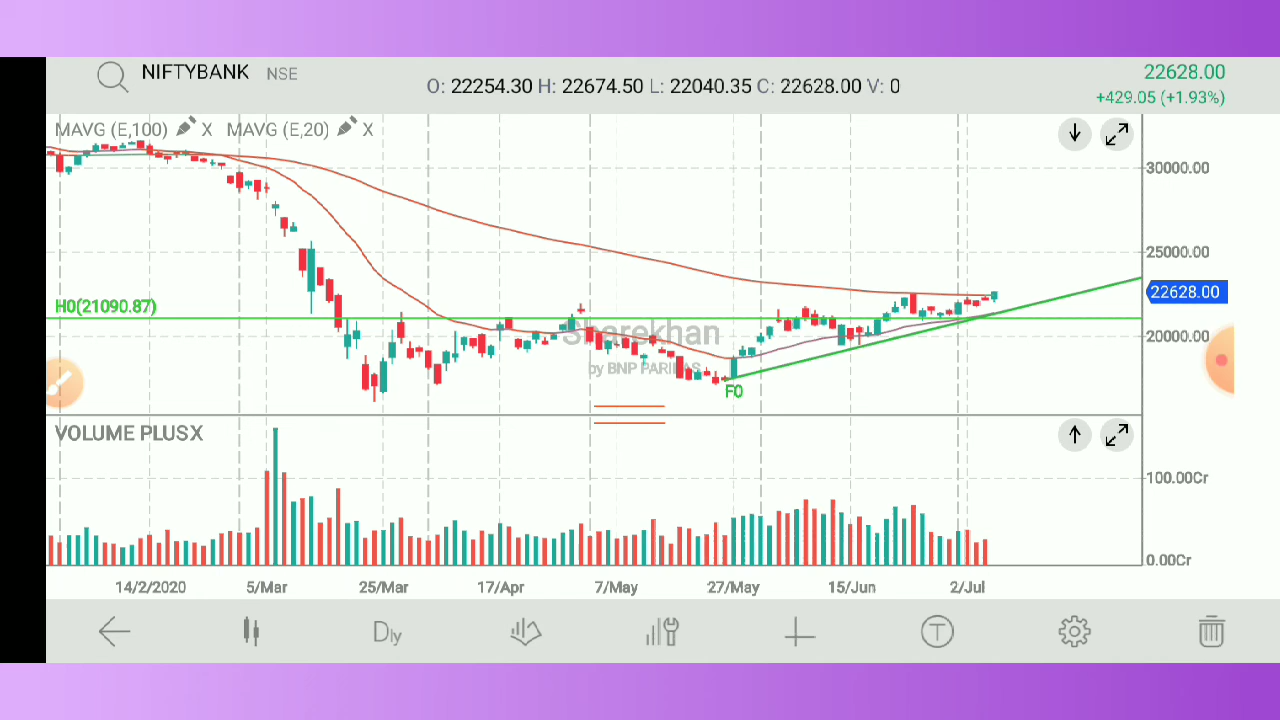 NIFTYBANK NSE
O: 22254.30 H: 22674.50 L: 22040.35 C: 22628.00 V: 0
22628.00
+429.05 (+1.93%)
MAVG (E,100) X MAVG (E,20) X
30000.00
25000.00
22628.00
H0(21090.87)
20000.00
Sharekhan
by BNP PARIBAS
F0
VOLUME PLUSX
100.00Cr
0.00Cr
14/2/2020 5/Mar 25/Mar 17/Apr 7/May 27/May 15/Jun 2/Jul
Dly
T